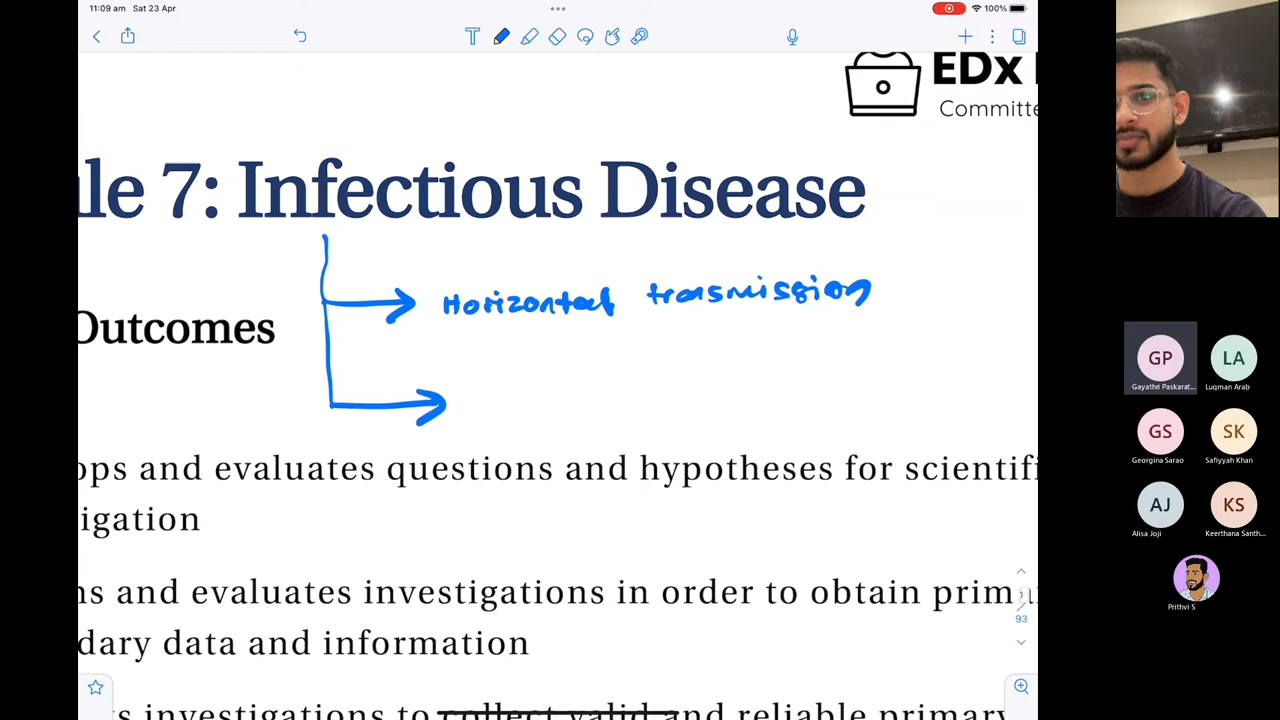 11:09 am Sat 23 Apr
100%
EDx
Committe
le 7: Infectious Disease
Horizontal transmission
Outcomes
ops and evaluates questions and hypotheses for scientifi
igation
ns and evaluates investigations in order to obtain prima
dary data and information
s investigations to collect valid and reliable primary
93
GP
Gayathri Paskarat...
LA
Luqman Arab
GS
Georgina Sarao
SK
Safiyyah Khan
AJ
Alisa Joji
KS
Keerthana Santh...
Prithvi S